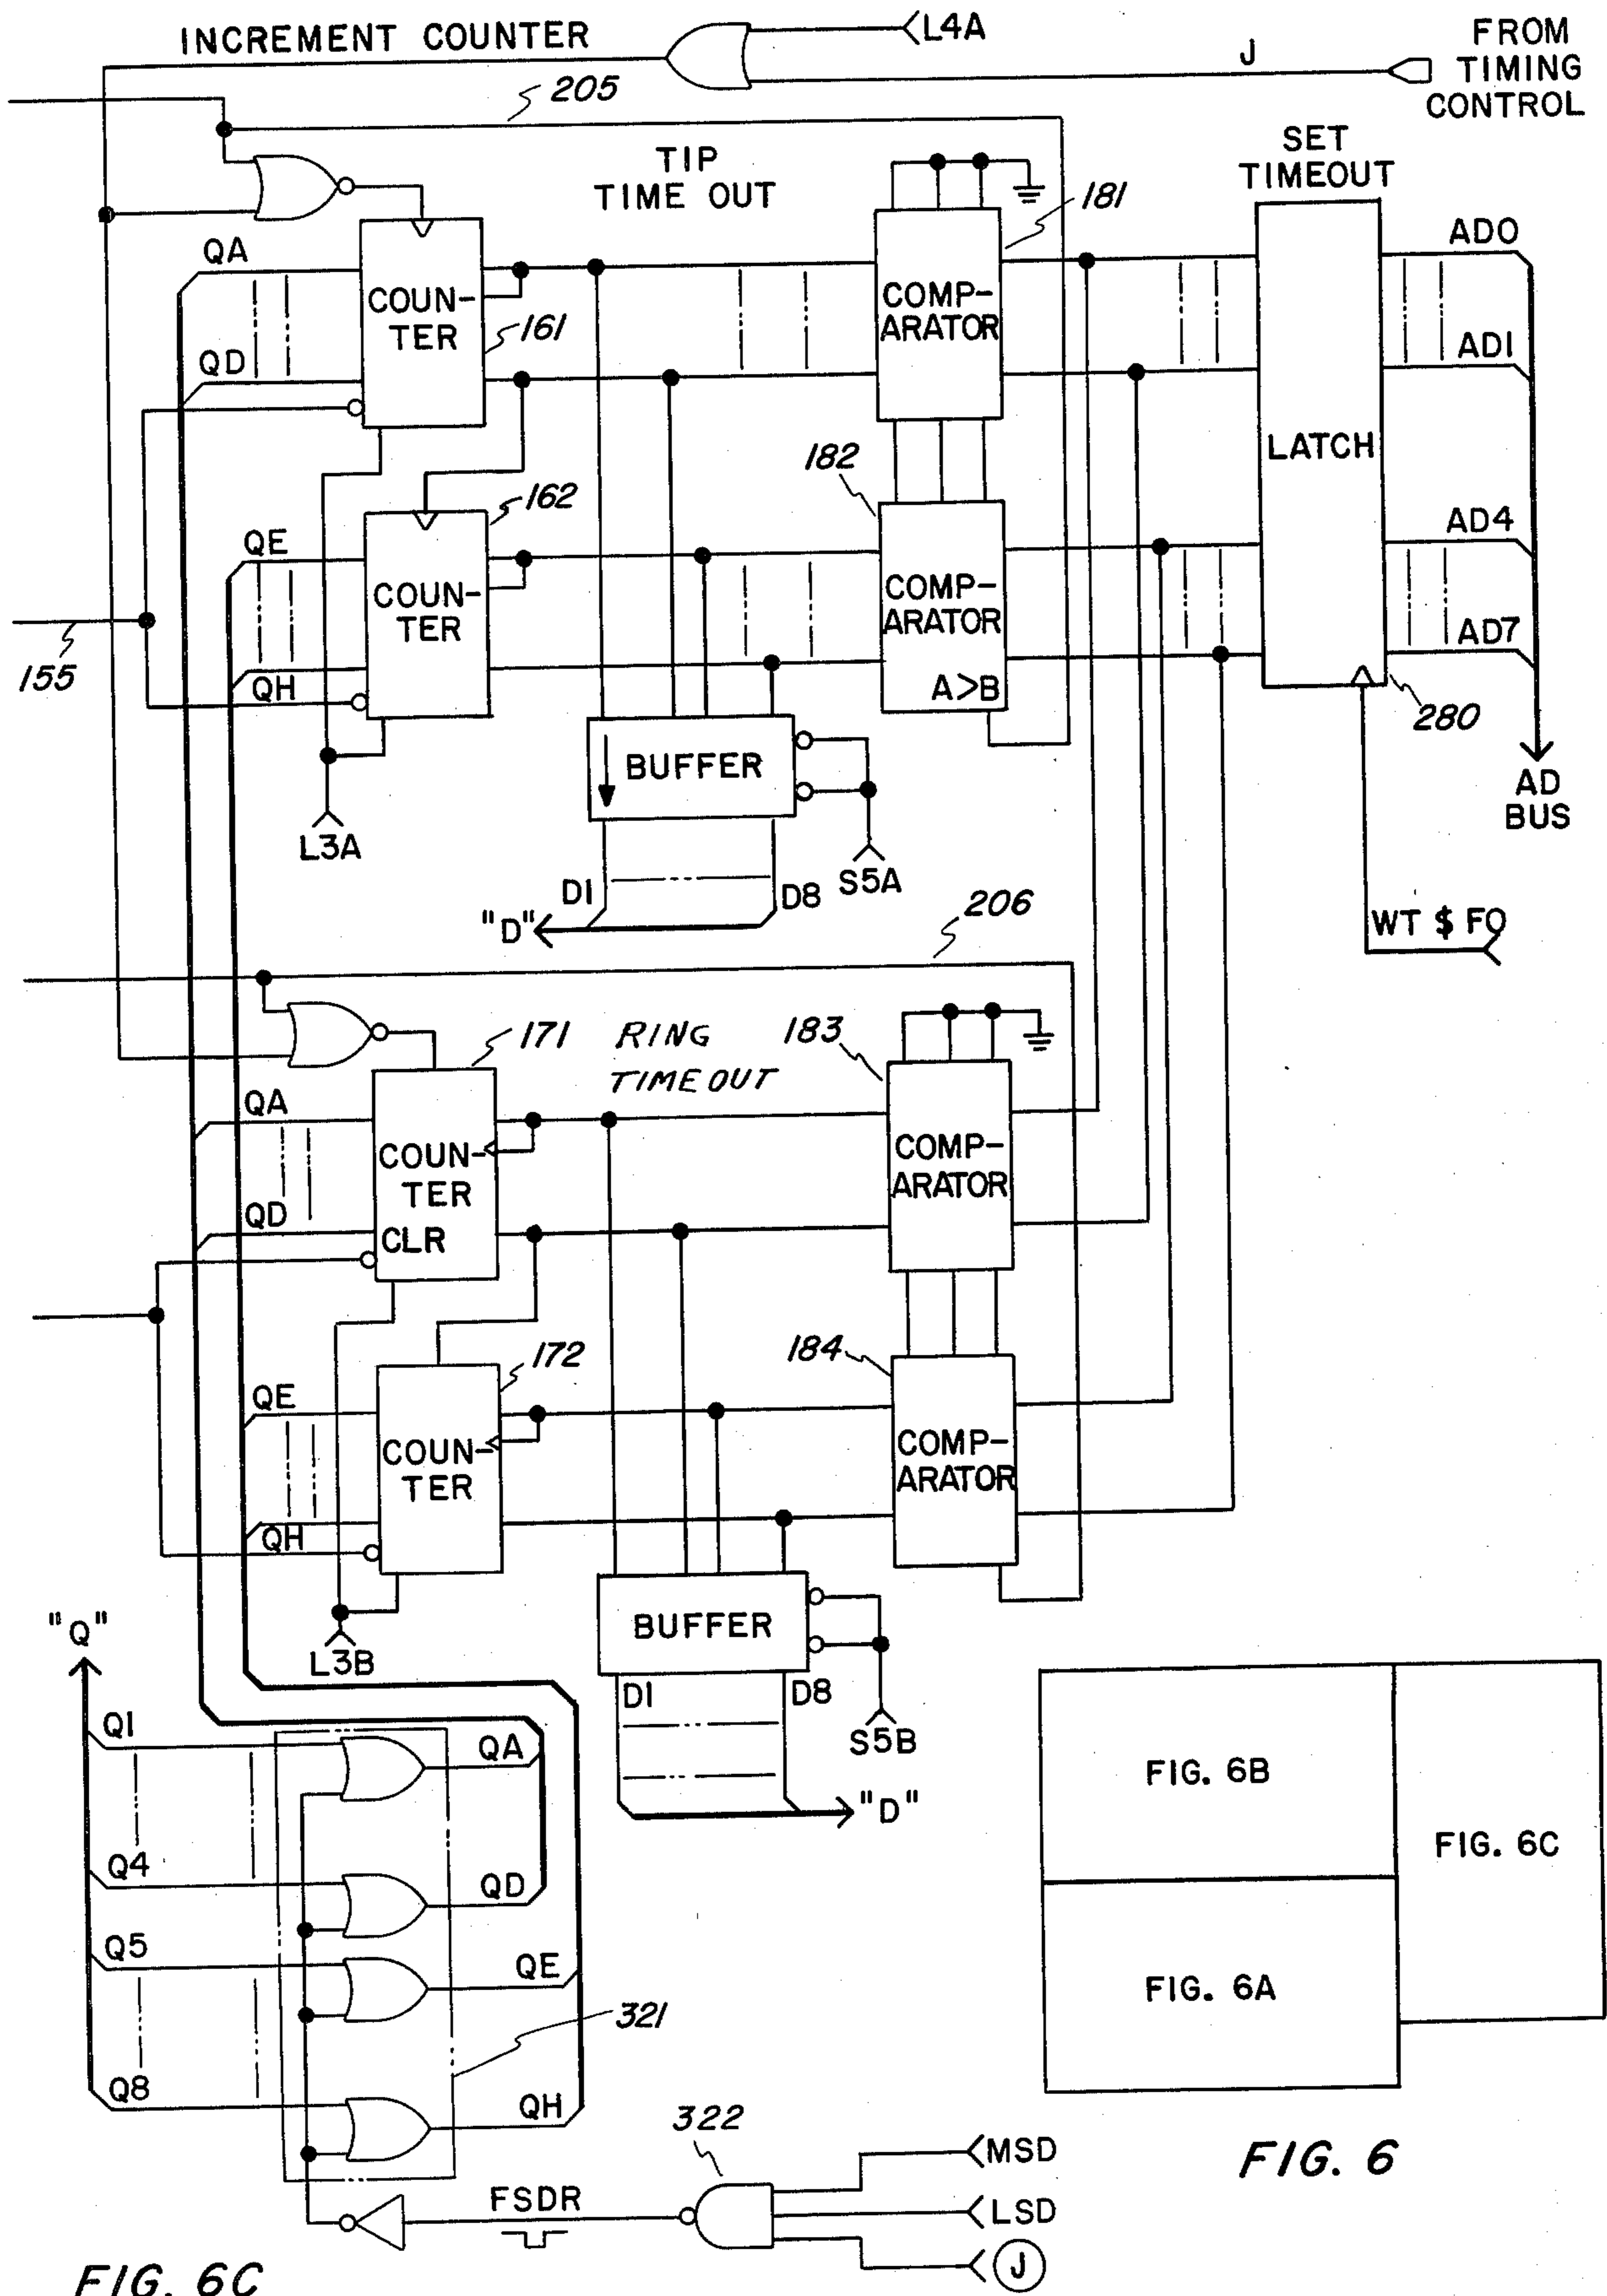 INCREMENT COUNTER
L4A
J
FROM
TIMING
CONTROL
205
TIP
TIME OUT
SET
TIMEOUT
181
QA
COUN-
TER
161
QD
COMP-
ARATOR
AD0
AD1
LATCH
182
162
QE
COUN-
TER
QH
155
COMP-
ARATOR
A>B
AD4
AD7
280
AD
BUS
BUFFER
L3A
S5A
D1
D8
"D"
WT $ FO
206
171
RING
TIMEOUT
183
QA
COUN-
TER
QD
CLR
COMP-
ARATOR
172
184
QE
COUN-
TER
QH
COMP-
ARATOR
"Q"
L3B
BUFFER
D1
D8
S5B
"D"
Q1
QA
Q4
QD
Q5
QE
321
Q8
QH
FIG. 6B
FIG. 6C
FIG. 6A
322
MSD
LSD
J
FSDR
FIG. 6
FIG. 6C